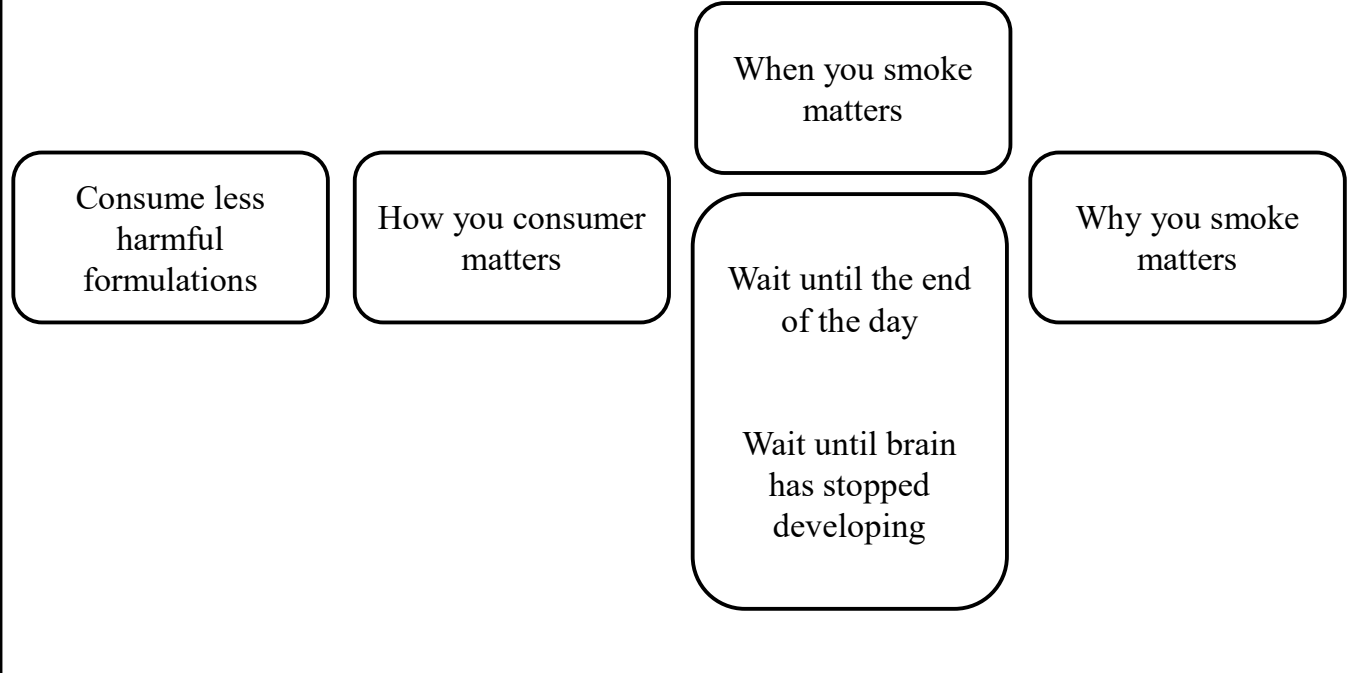 When you smoke
matters
Consume less
harmful
formulations
How you consumer
matters
Wait until the end
of the day
Wait until brain
has stopped
developing
Why you smoke
matters